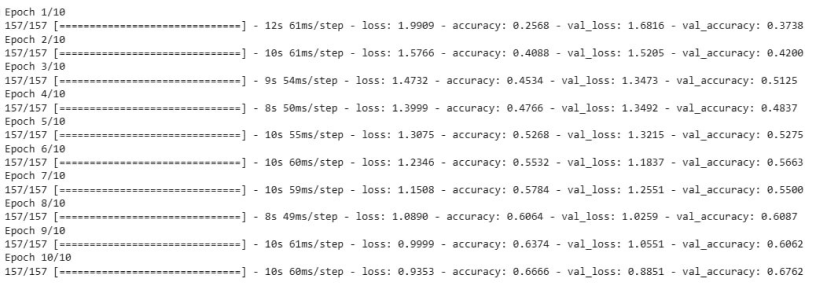 Epoch 1/10
157/157 [==============================] - 12s 61ms/step - loss: 1.9909 - accuracy: 0.2568 - val_loss: 1.6816 - val_accuracy: 0.3738
Epoch 2/10
157/157 [==============================] - 10s 61ms/step - loss: 1.5766 - accuracy: 0.4088 - val_loss: 1.5205 - val_accuracy: 0.4200
Epoch 3/10
157/157 [==============================] - 9s 54ms/step - loss: 1.4732 - accuracy: 0.4534 - val_loss: 1.3473 - val_accuracy: 0.5125
Epoch 4/10
157/157 [==============================] - 8s 50ms/step - loss: 1.3999 - accuracy: 0.4766 - val_loss: 1.3492 - val_accuracy: 0.4837
Epoch 5/10
157/157 [==============================] - 10s 55ms/step - loss: 1.3075 - accuracy: 0.5268 - val_loss: 1.3215 - val_accuracy: 0.5275
Epoch 6/10
157/157 [==============================] - 10s 60ms/step - loss: 1.2346 - accuracy: 0.5532 - val_loss: 1.1837 - val_accuracy: 0.5663
Epoch 7/10
157/157 [==============================] - 10s 59ms/step - loss: 1.1508 - accuracy: 0.5784 - val_loss: 1.2551 - val_accuracy: 0.5500
Epoch 8/10
157/157 [==============================] - 8s 49ms/step - loss: 1.0890 - accuracy: 0.6064 - val_loss: 1.0259 - val_accuracy: 0.6087
Epoch 9/10
157/157 [==============================] - 10s 61ms/step - loss: 0.9999 - accuracy: 0.6374 - val_loss: 1.0551 - val_accuracy: 0.6062
Epoch 10/10
157/157 [==============================] - 10s 60ms/step - loss: 0.9353 - accuracy: 0.6666 - val_loss: 0.8851 - val_accuracy: 0.6762